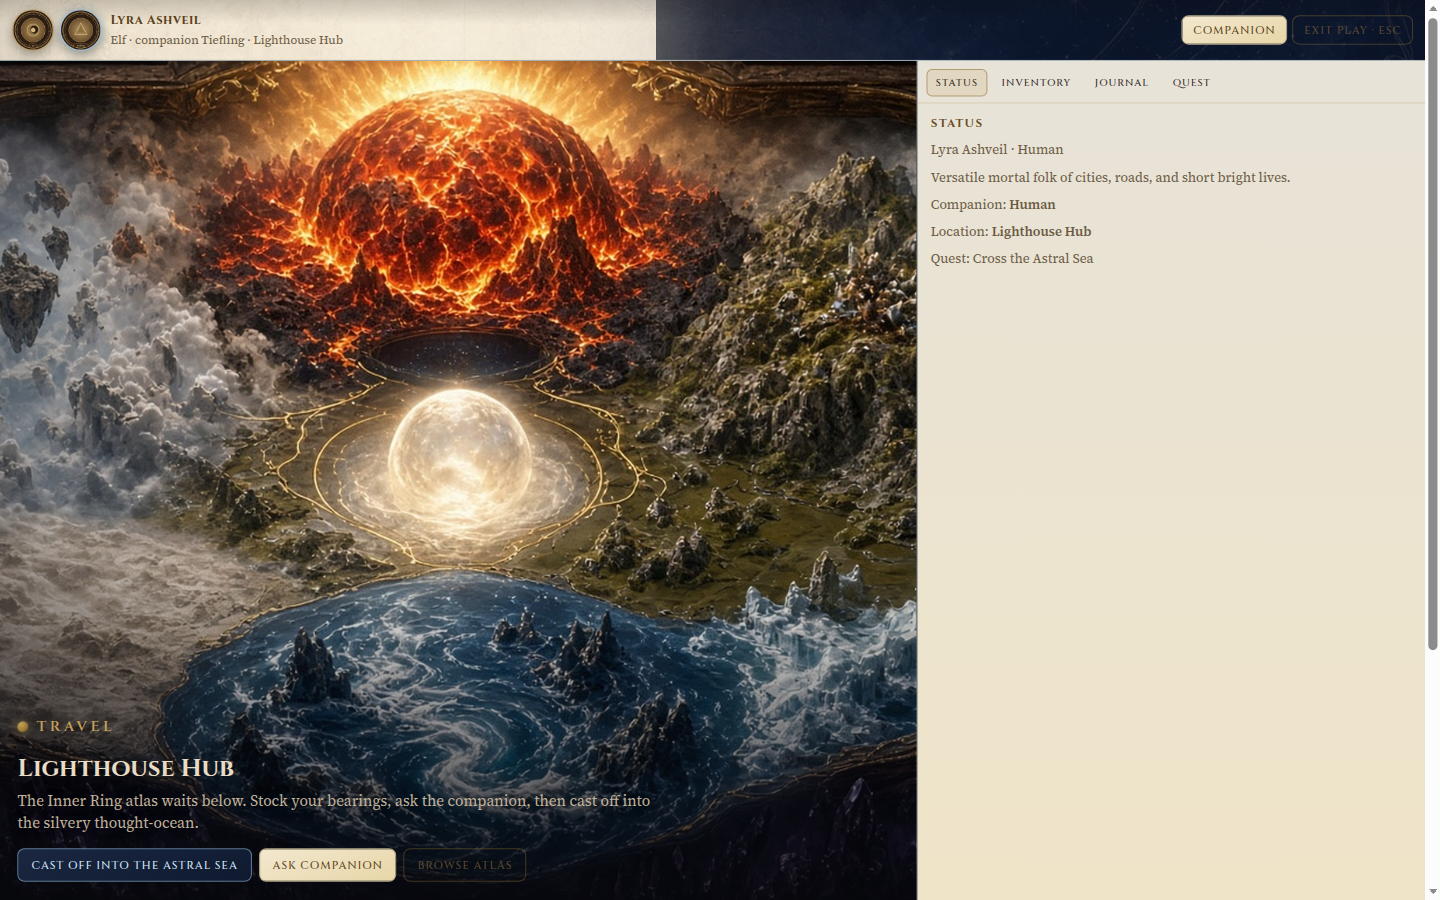 Lyra Ashveil
Elf · companion Tiefling · Lighthouse Hub
COMPANION
EXIT PLAY · ESC
STATUS
INVENTORY
JOURNAL
QUEST
STATUS
Lyra Ashveil · Human
Versatile mortal folk of cities, roads, and short bright lives.
Companion: Human
Location: Lighthouse Hub
Quest: Cross the Astral Sea
TRAVEL
Lighthouse Hub
The Inner Ring atlas waits below. Stock your bearings, ask the companion, then cast off into
the silvery thought-ocean.
CAST OFF INTO THE ASTRAL SEA
ASK COMPANION
BROWSE ATLAS